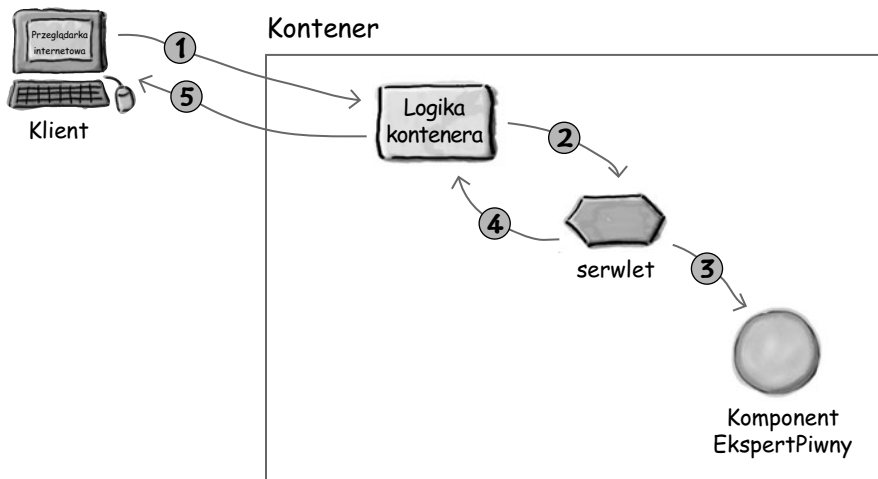 Kontener
Przeglądarka
internetowa
1
5
Klient
Logika
kontenera
2
4
serwlet
3
Komponent
EkspertPiwny